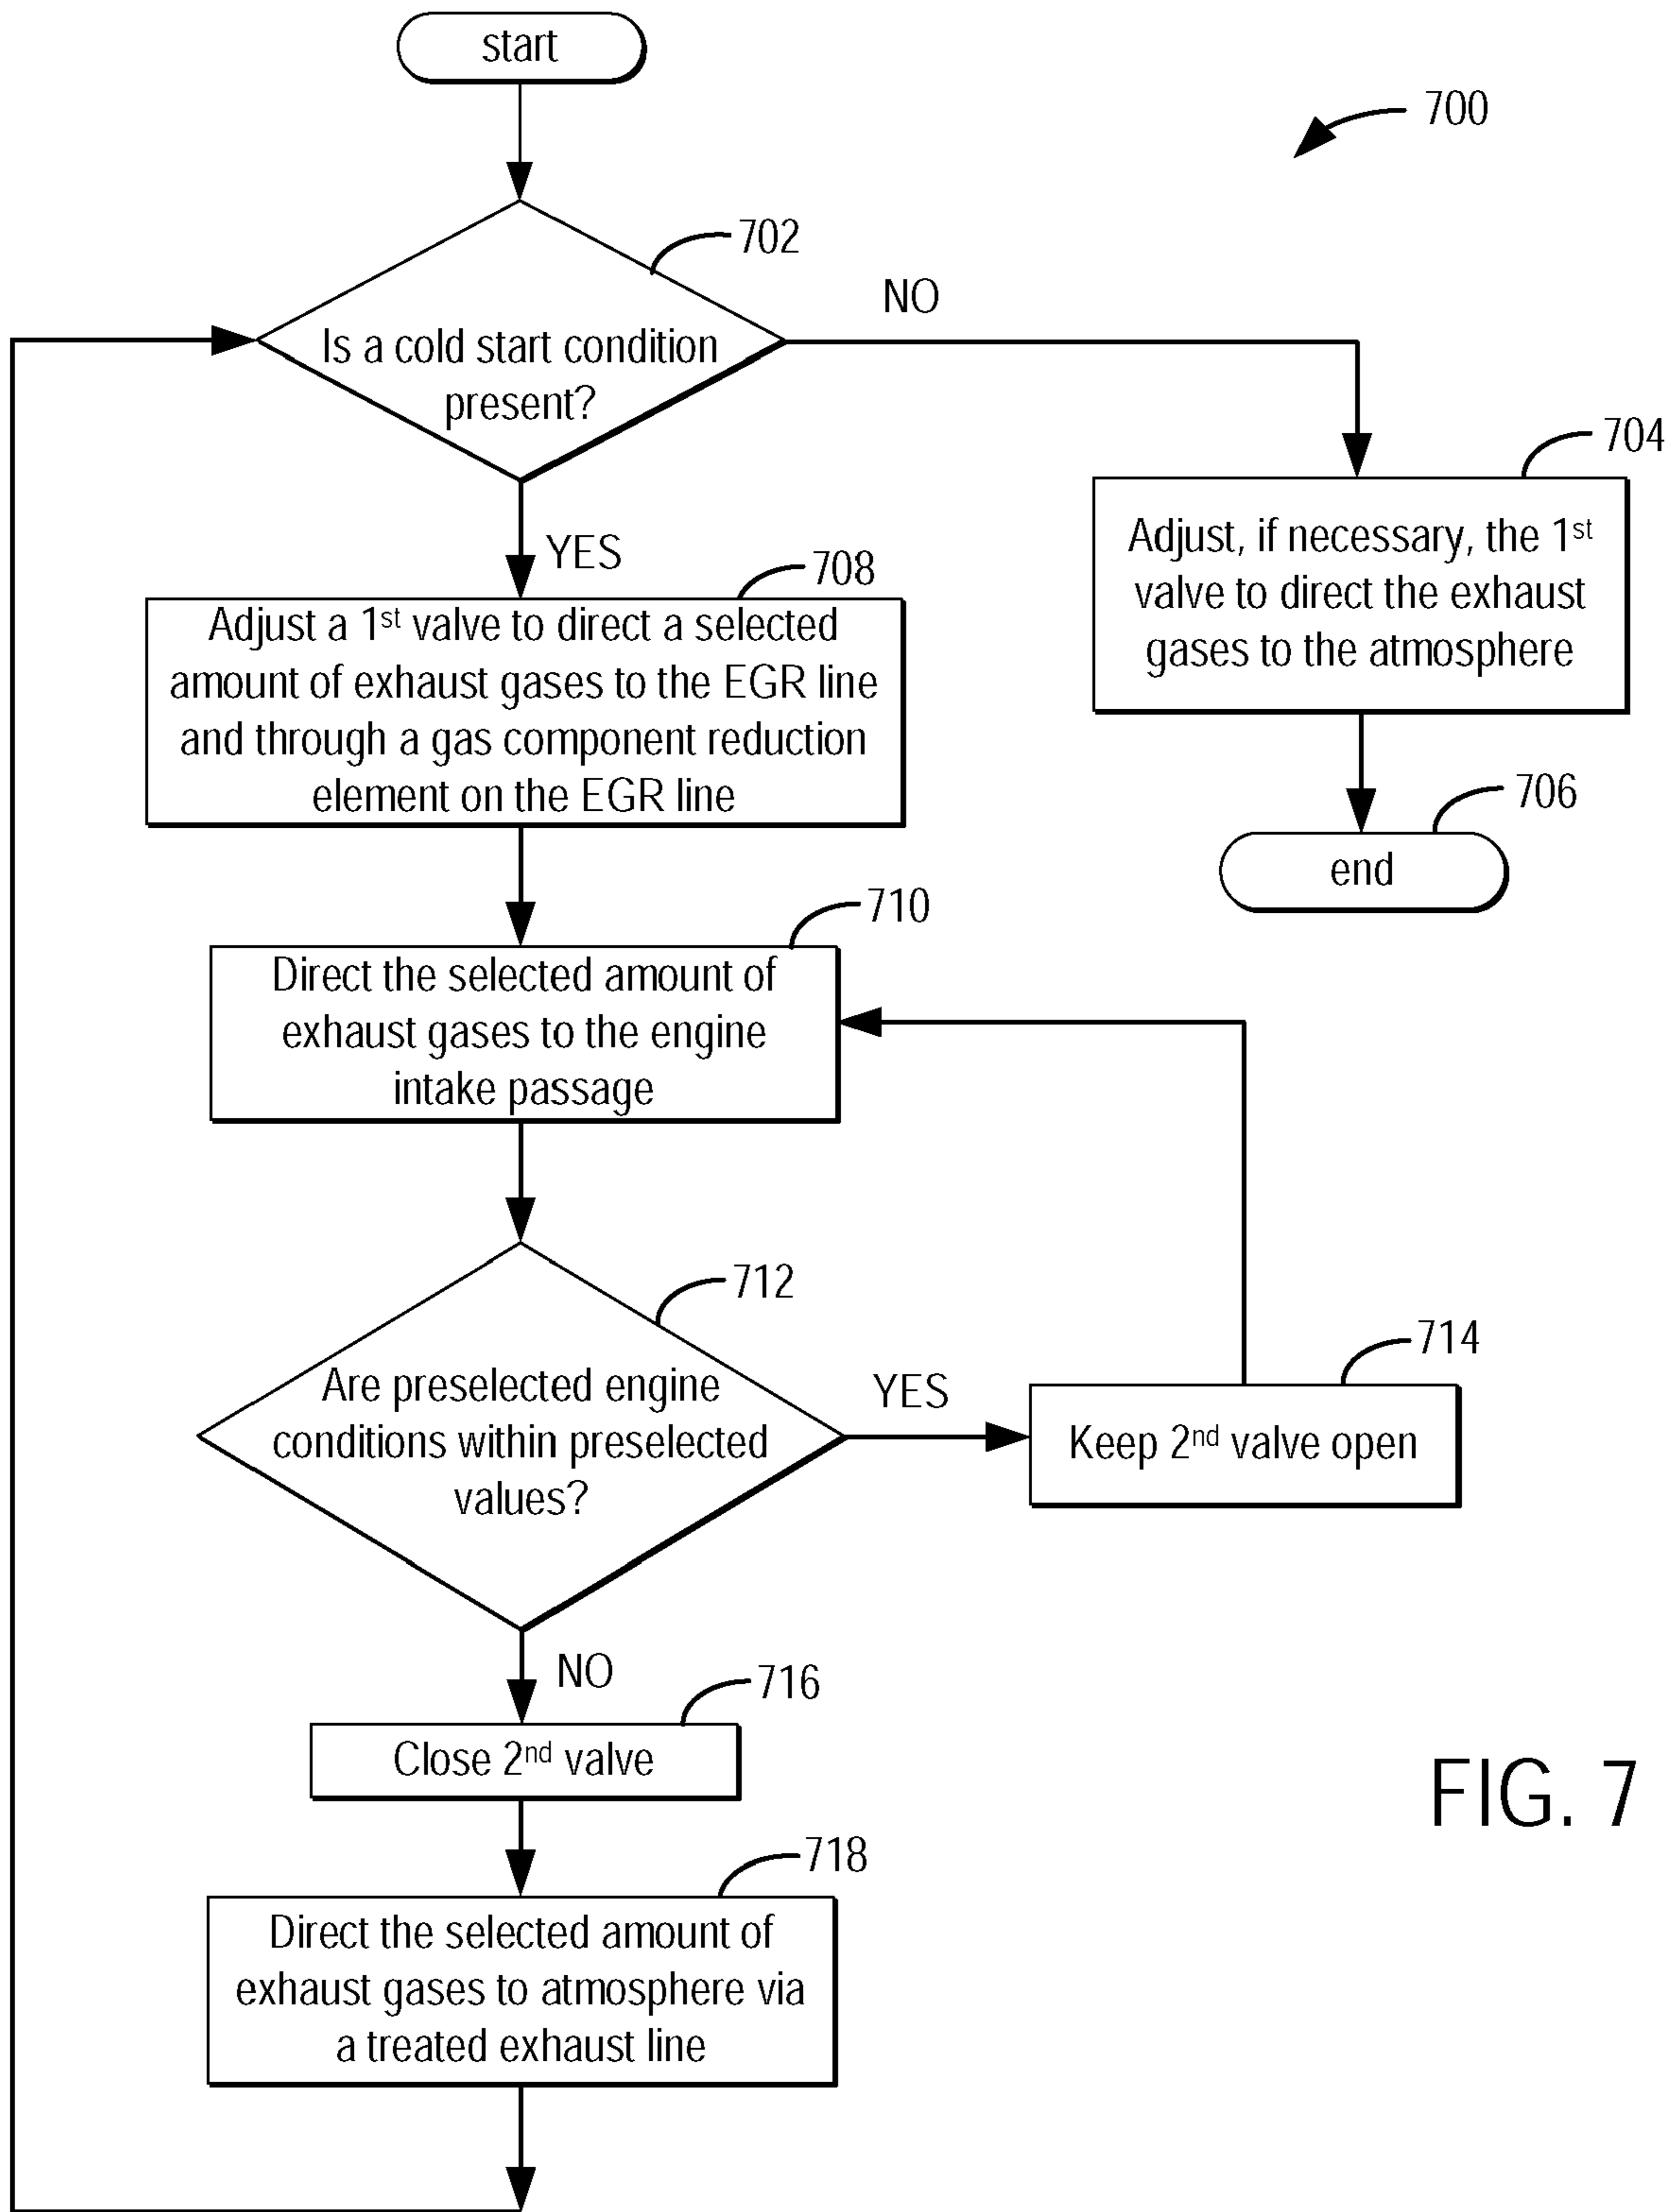 start
700
702
NO
Is a cold start condition
present?
704
Adjust, if necessary, the 1st
valve to direct the exhaust
gases to the atmosphere
YES
708
Adjust a 1st valve to direct a selected
amount of exhaust gases to the EGR line
and through a gas component reduction
element on the EGR line
706
end
710
Direct the selected amount of
exhaust gases to the engine
intake passage
712
Are preselected engine
conditions within preselected
values?
YES
714
Keep 2nd valve open
NO
716
Close 2nd valve
718
Direct the selected amount of
exhaust gases to atmosphere via
a treated exhaust line
FIG. 7